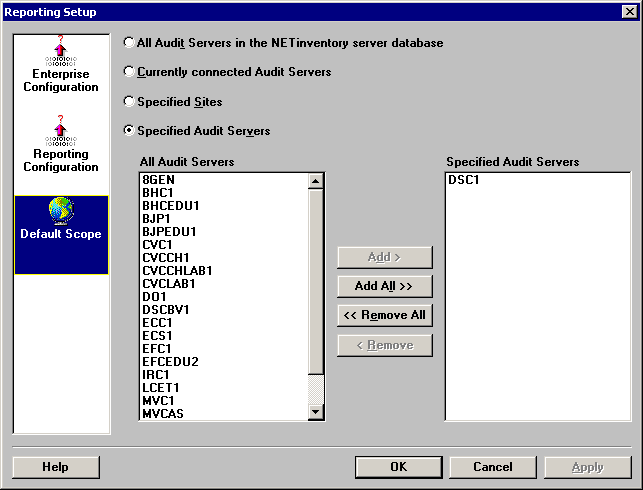 Reporting Setup
?
01010101
Enterprise
Configuration
?
01010101
Reporting
Configuration
Default Scope
All Audit Servers in the NETinventory server database
Currently connected Audit Servers
Specified Sites
Specified Audit Servers
All Audit Servers
8GEN
BHC1
BHCEDU1
BJP1
BJPEDU1
CVC1
CVCCH1
CVCCHLAB1
CVCLAB1
DO1
DSCBV1
ECC1
ECS1
EFC1
EFCEDU2
IRC1
LCET1
MVC1
MVCAS
Add >
Add All >>
<< Remove All
< Remove
Specified Audit Servers
DSC1
Help
OK
Cancel
Apply